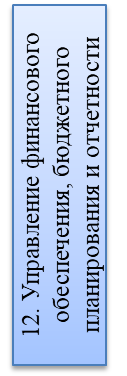 12. Управление финансового
обеспечения, бюджетного
планирования и отчетности